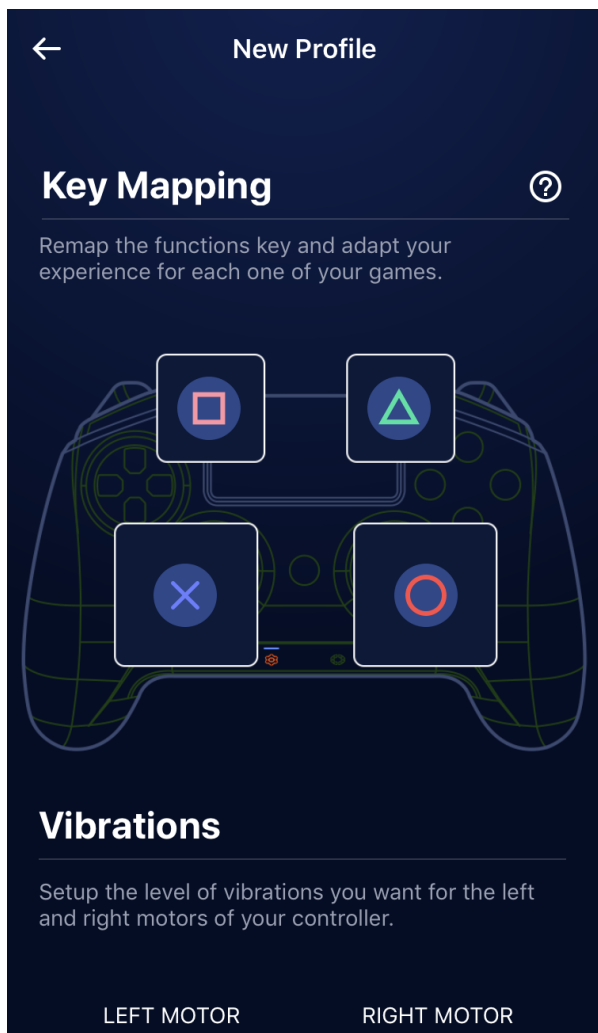 New Profile
Key Mapping
Remap the functions key and adapt your
experience for each one of your games.
Vibrations
Setup the level of vibrations you want for the left
and right motors of your controller.
LEFT MOTOR RIGHT MOTOR